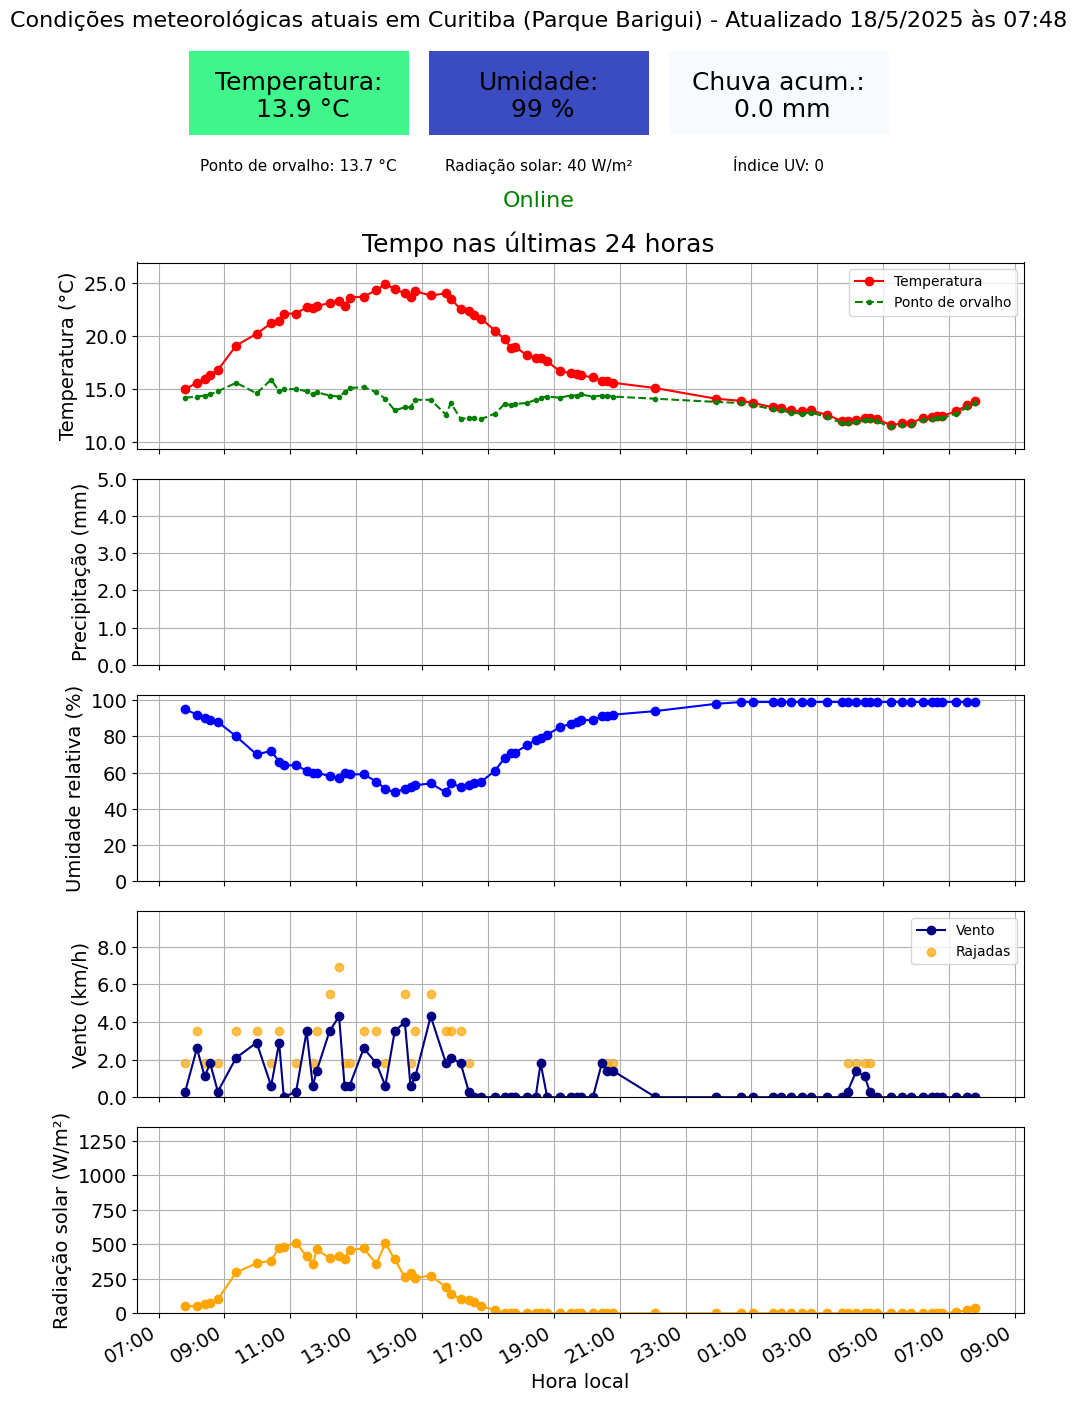 Condições meteorológicas atuais em Curitiba (Parque Barigui) - Atualizado 18/5/2025 às 07:48
Temperatura:
13.9 °C
Umidade:
99 %
Chuva acum.:
0.0 mm
Ponto de orvalho: 13.7 °C
Radiação solar: 40 W/m²
Índice UV: 0
Online
Tempo nas últimas 24 horas
Temperatura (°C)
25.0
20.0
15.0
10.0
Temperatura
Ponto de orvalho
Precipitação (mm)
5.0
4.0
3.0
2.0
1.0
0.0
Umidade relativa (%)
100
80
60
40
20
0
Vento (km/h)
8.0
6.0
4.0
2.0
0.0
Vento
Rajadas
Radiação solar (W/m²)
1250
1000
750
500
250
0
07:00
09:00
11:00
13:00
15:00
17:00
19:00
21:00
23:00
01:00
03:00
05:00
07:00
09:00
Hora local